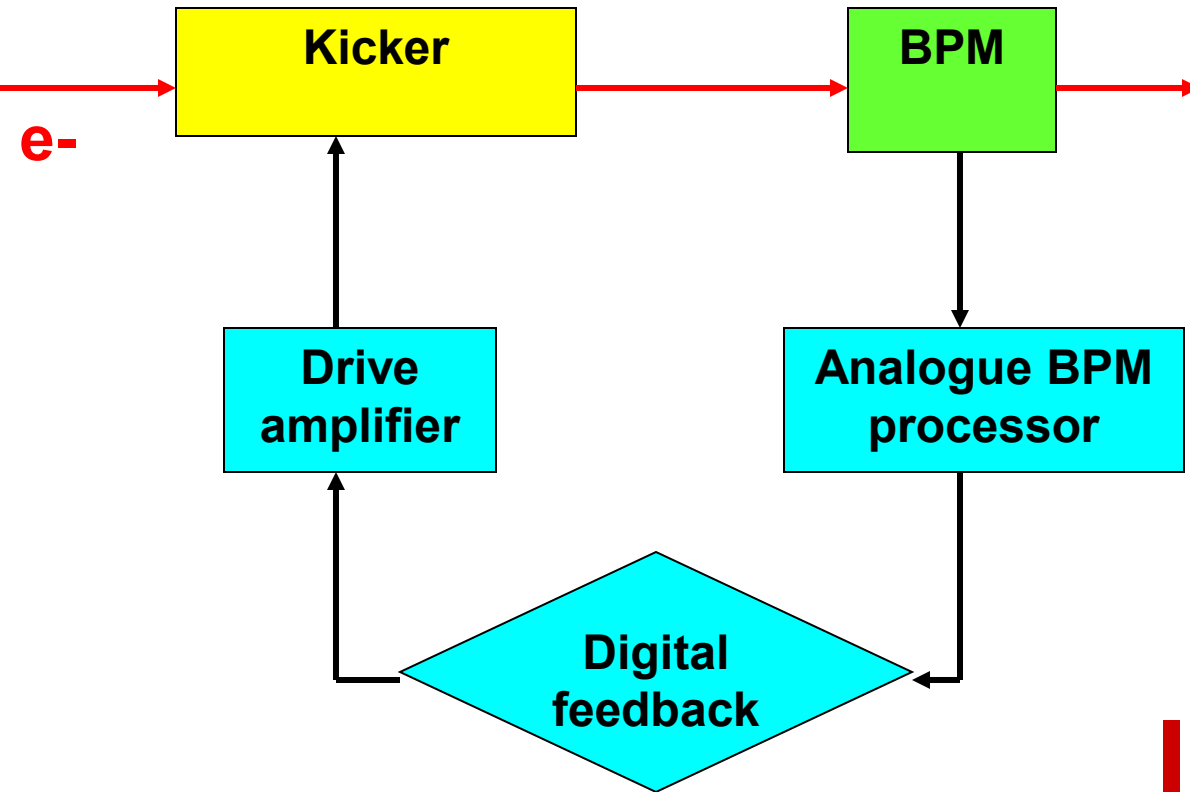 Kicker
BPM
e-
Drive
amplifier
Analogue BPM
processor
Digital
feedback